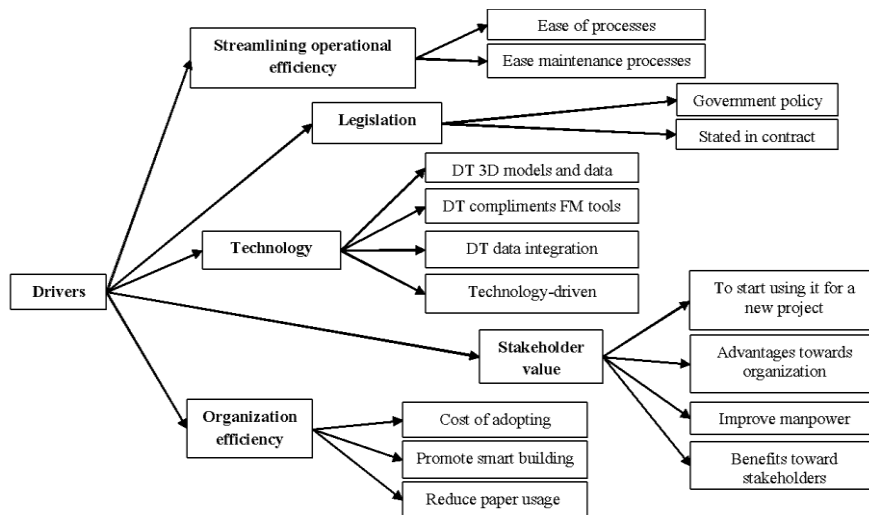 Streamlining operational
efficiency
Ease of processes
Ease maintenance processes
Legislation
Government policy
Stated in contract
Technology
DT 3D models and data
DT compliments FM tools
DT data integration
Technology-driven
Drivers
Stakeholder
value
To start using it for a
new project
Advantages towards
organization
Improve manpower
Benefits toward
stakeholders
Organization
efficiency
Cost of adopting
Promote smart building
Reduce paper usage